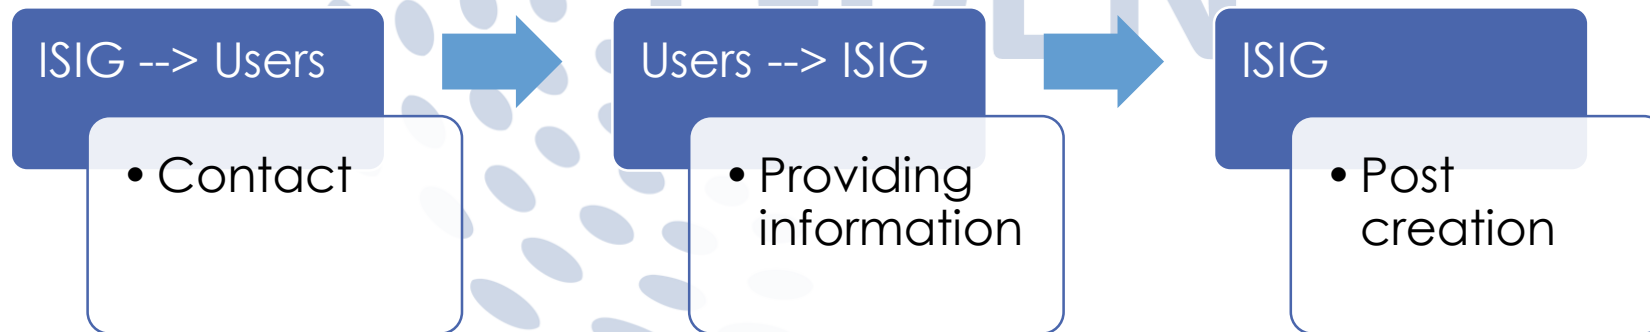 ISIG --> Users
• Contact
Users --> ISIG
• Providing
information
ISIG
• Post
creation